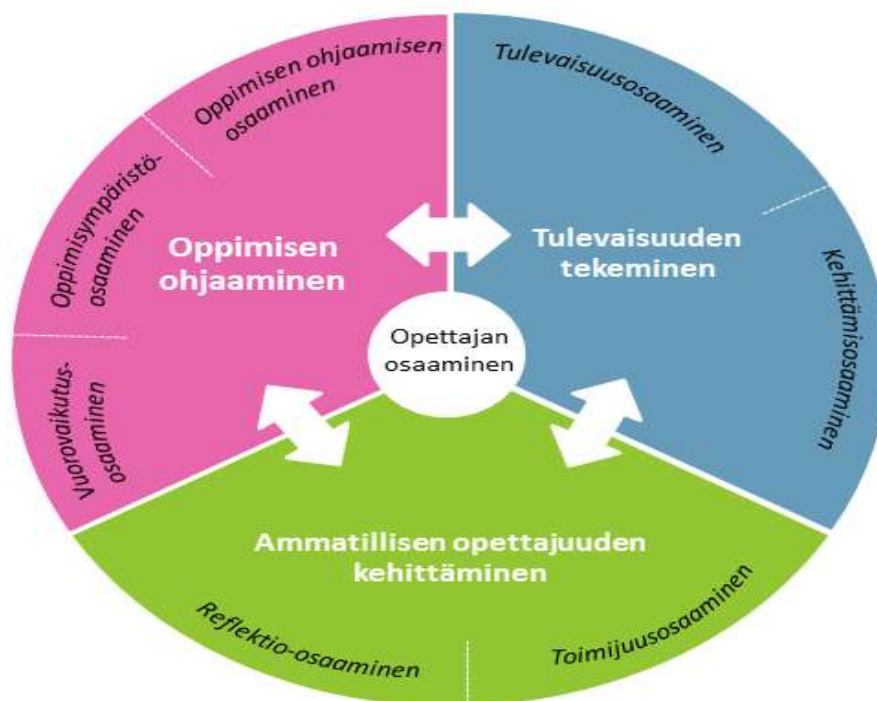 Oppimisen ohjaamisen
osaaminen
Oppimisympäristö-
osaaminen
Vuorovaikutus-
osaaminen
Oppimisen
ohjaaminen
Tulevaisuusosaaminen
Kehittämisosaaminen
Tulevaisuuden
tekeminen
Opettajan
osaaminen
Ammatillisen opettajuuden
kehittäminen
Reflektio-osaaminen
Toimijuusosaaminen